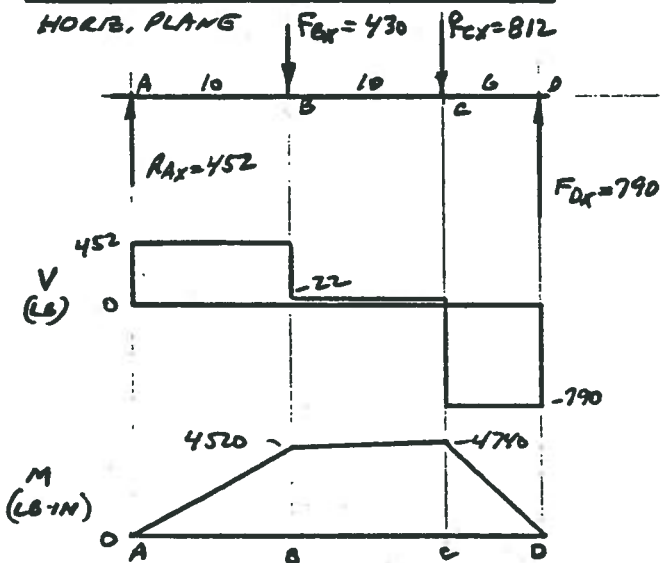 HORIZ. PLANE
F_Bx = 430
R_Cx = 812
A 10 B 10 C 6 D
R_Ax = 452
F_Dx = 790
452
V
(LB)
0
22
-790
4520
4740
M
(LB·IN)
0
A B C D